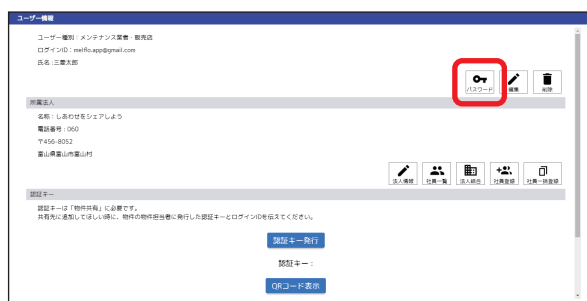 ユーザー情報
ユーザー種別：メンテナンス業者・販売店
ログインID：melflo.app@gmail.com
氏名:三菱太郎
パスワード 編集 削除
所属法人
名称：しあわせをシェアしよう
電話番号：060
〒456-8052
富山県富山市富山村
法人情報 社員一覧 法人統合 社員登録 社員一括登録
認証キー
認証キーは「物件共有」に必要です。
共有先に追加してほしい時に、物件の物件担当者に発行した認証キーとログインIDを伝えてください。
認証キー発行
認証キー：
QRコード表示